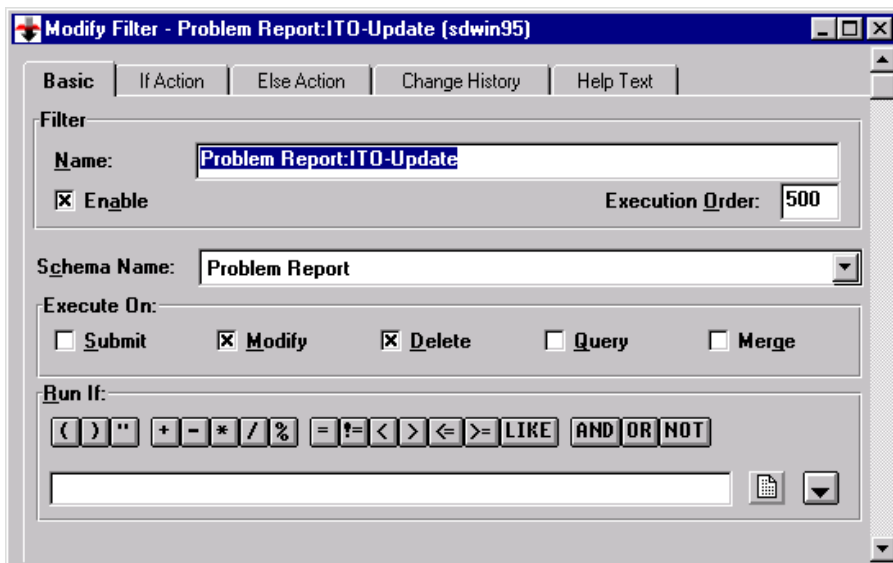 Modify Filter - Problem Report:ITO-Update (sdwin95)
Basic If Action Else Action Change History Help Text
Filter
Name: Problem Report:ITO-Update
Enable Execution Order: 500
Schema Name: Problem Report
Execute On:
Submit Modify Delete Query Merge
Run If:
( ) " + - * / % = != < > <= >= LIKE AND OR NOT